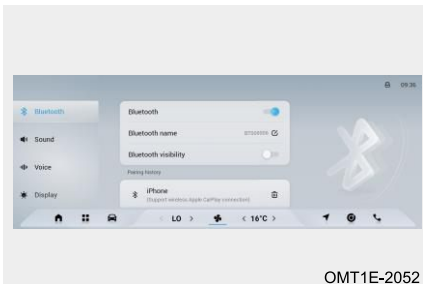 09:36
Bluetooth
Bluetooth
Sound
Bluetooth name
Voice
Bluetooth visibility
Pairing history
Display
iPhone
(Support wireless Apple CarPlay connection)
< LO >
< 16°C >
OMT1E-2052